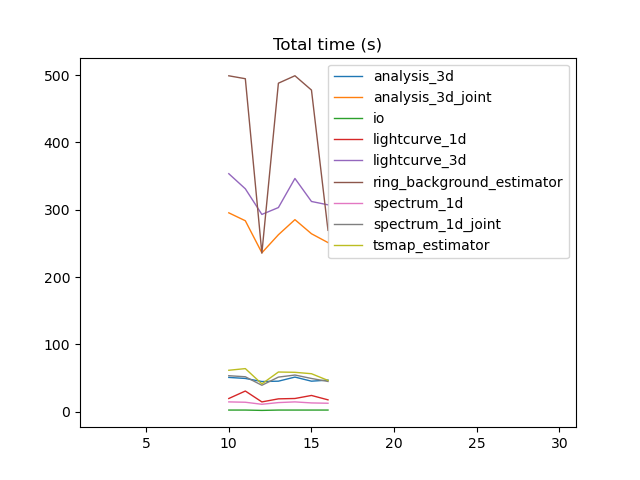 Total time (s)
500
400
300
200
100
0
5 10 15 20 25 30
analysis_3d
analysis_3d_joint
io
lightcurve_1d
lightcurve_3d
ring_background_estimator
spectrum_1d
spectrum_1d_joint
tsmap_estimator